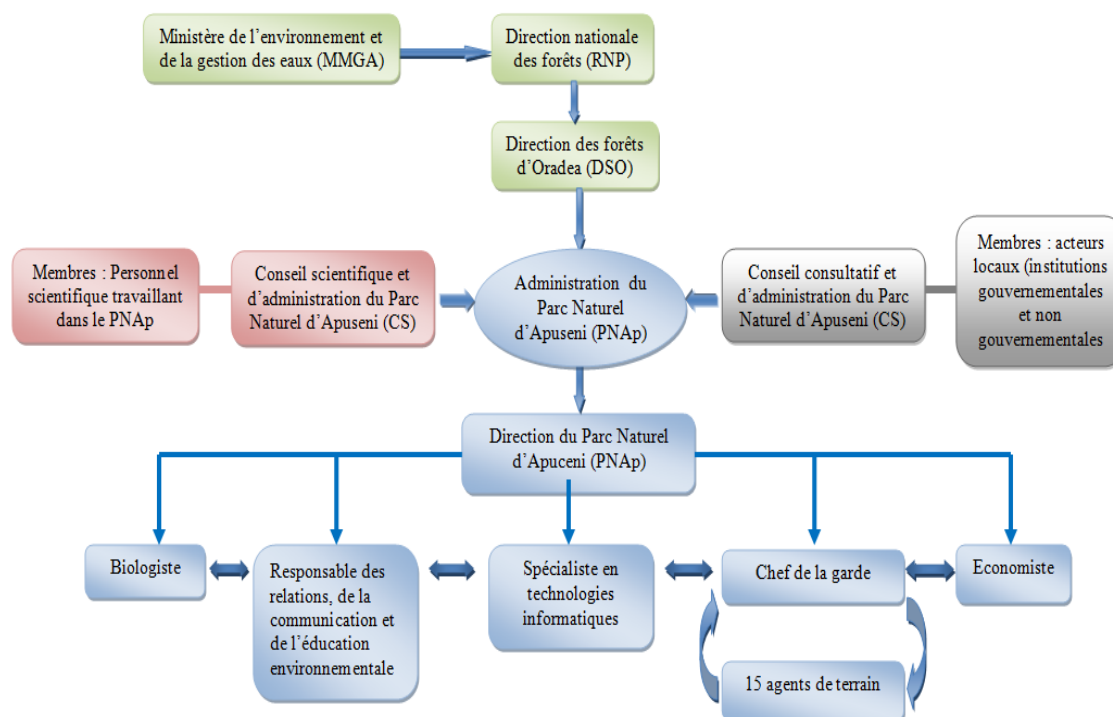 Ministère de l'environnement et
de la gestion des eaux (MMGA)
Direction nationale
des forêts (RNP)
Direction des forêts
d'Oradea (DSO)
Membres : Personnel
scientifique travaillant
dans le PNAp
Conseil scientifique et
d'administration du Parc
Naturel d'Apuseni (CS)
Administration du
Parc Naturel
d'Apuseni (PNAp)
Conseil consultatif et
d'administration du Parc
Naturel d'Apuseni (CS)
Membres : acteurs
locaux (institutions
gouvernementales
et non
gouvernementales
Direction du Parc Naturel
d'Apuceni (PNAp)
Biologiste
Responsable des
relations, de la
communication et
de l'éducation
environnementale
Spécialiste en
technologies
informatiques
Chef de la garde
Economiste
15 agents de terrain